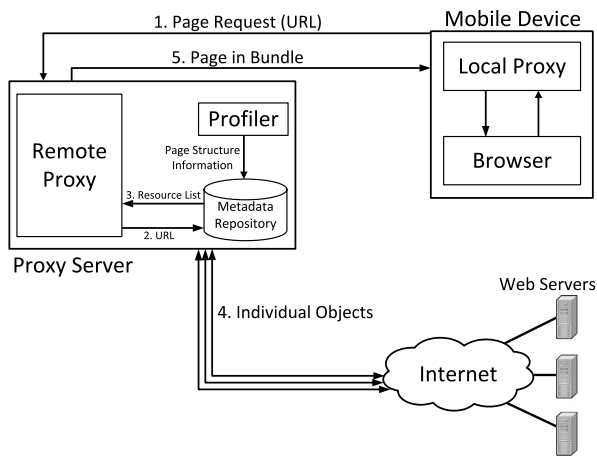 Mobile Device
1. Page Request (URL)
5. Page in Bundle
Local Proxy
Browser
Profiler
Remote
Proxy
Page Structure
Information
3. Resource List
Metadata
Repository
2. URL
Proxy Server
4. Individual Objects
Web Servers
Internet